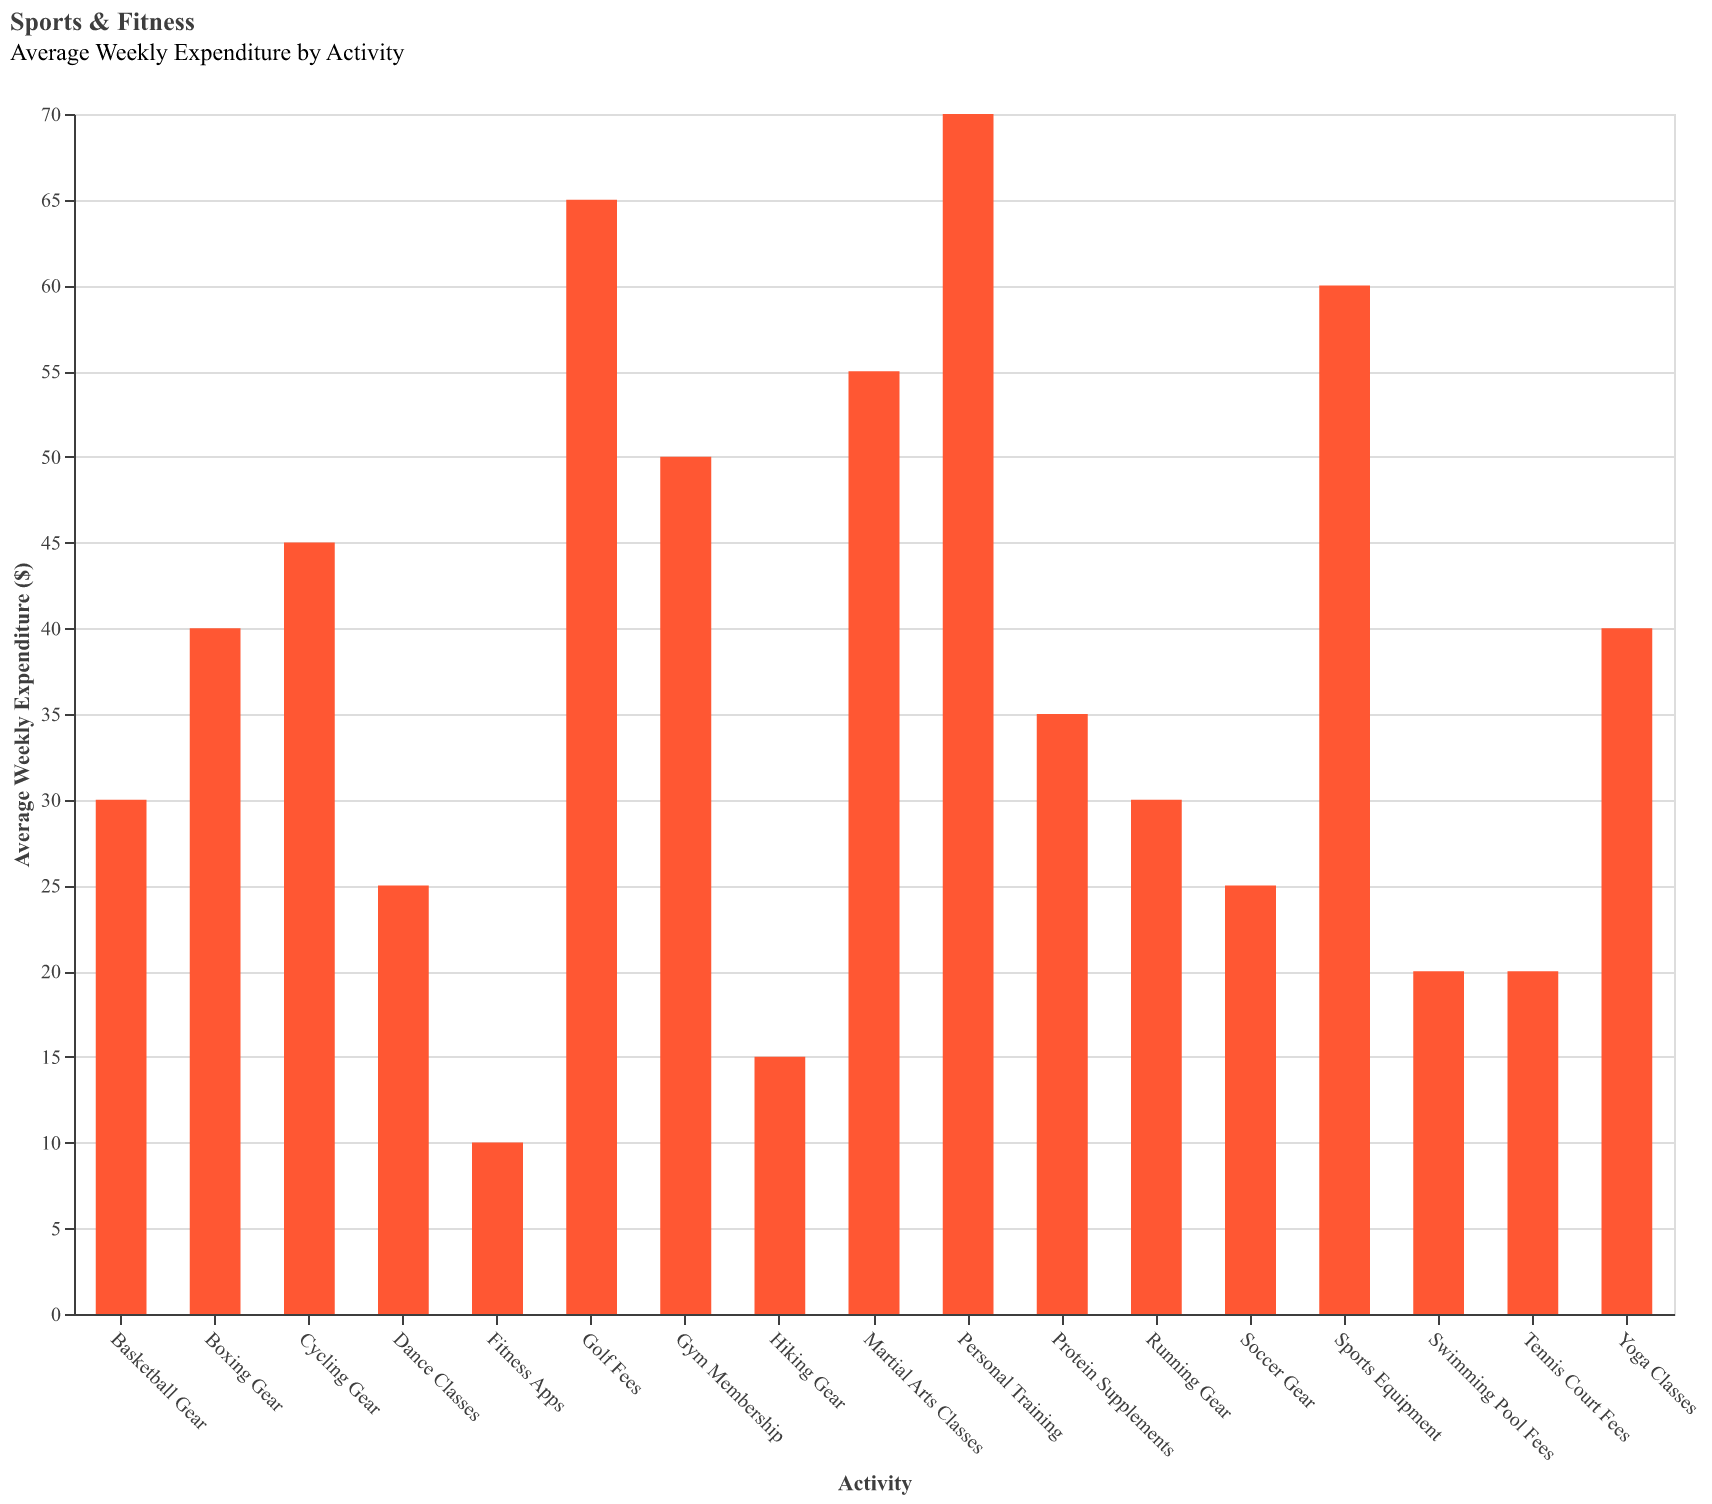 Sports & Fitness
Average Weekly Expenditure by Activity
70
65
60
55
50
45
40
35
30
25
20
15
10
5
0
Average Weekly Expenditure ($)
Basketball Gear
Boxing Gear
Cycling Gear
Dance Classes
Fitness Apps
Golf Fees
Gym Membership
Hiking Gear
Martial Arts Classes
Personal Training
Protein Supplements
Running Gear
Soccer Gear
Sports Equipment
Swimming Pool Fees
Tennis Court Fees
Yoga Classes
Activity